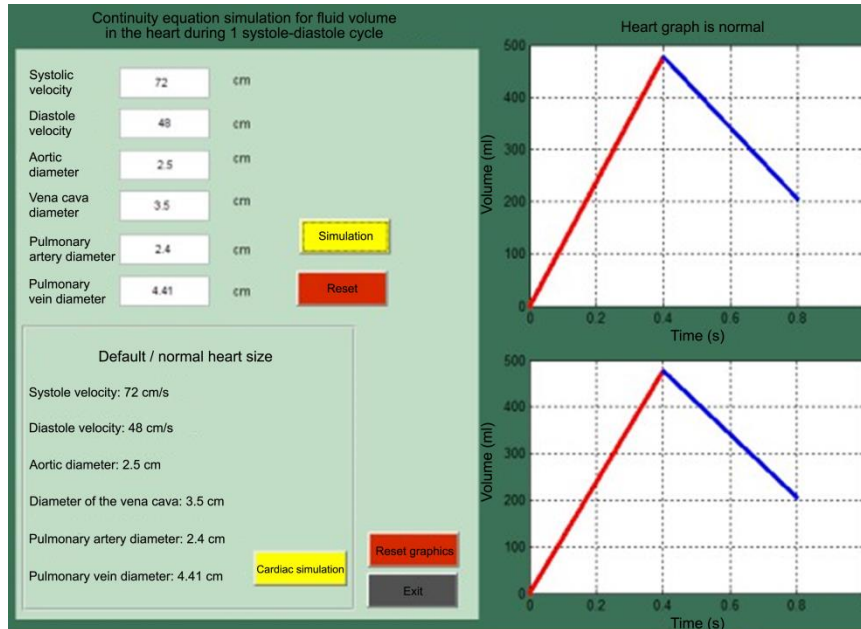 Continuity equation simulation for fluid volume
in the heart during 1 systole-diastole cycle
Systolic
velocity
72
cm
Diastole
velocity
48
cm
Aortic
diameter
2.5
cm
Vena cava
diameter
3.5
cm
Pulmonary
artery diameter
2.4
cm
Pulmonary
vein diameter
4.41
cm
Simulation
Reset
Default / normal heart size
Systole velocity: 72 cm/s
Diastole velocity: 48 cm/s
Aortic diameter: 2.5 cm
Diameter of the vena cava: 3.5 cm
Pulmonary artery diameter: 2.4 cm
Pulmonary vein diameter: 4.41 cm
Cardiac simulation
Reset graphics
Exit
Heart graph is normal
Volume (ml)
500
400
300
200
100
0
0 0.2 0.4 0.6 0.8
Time (s)
Volume (ml)
500
400
300
200
100
0
0 0.2 0.4 0.6 0.8
Time (s)